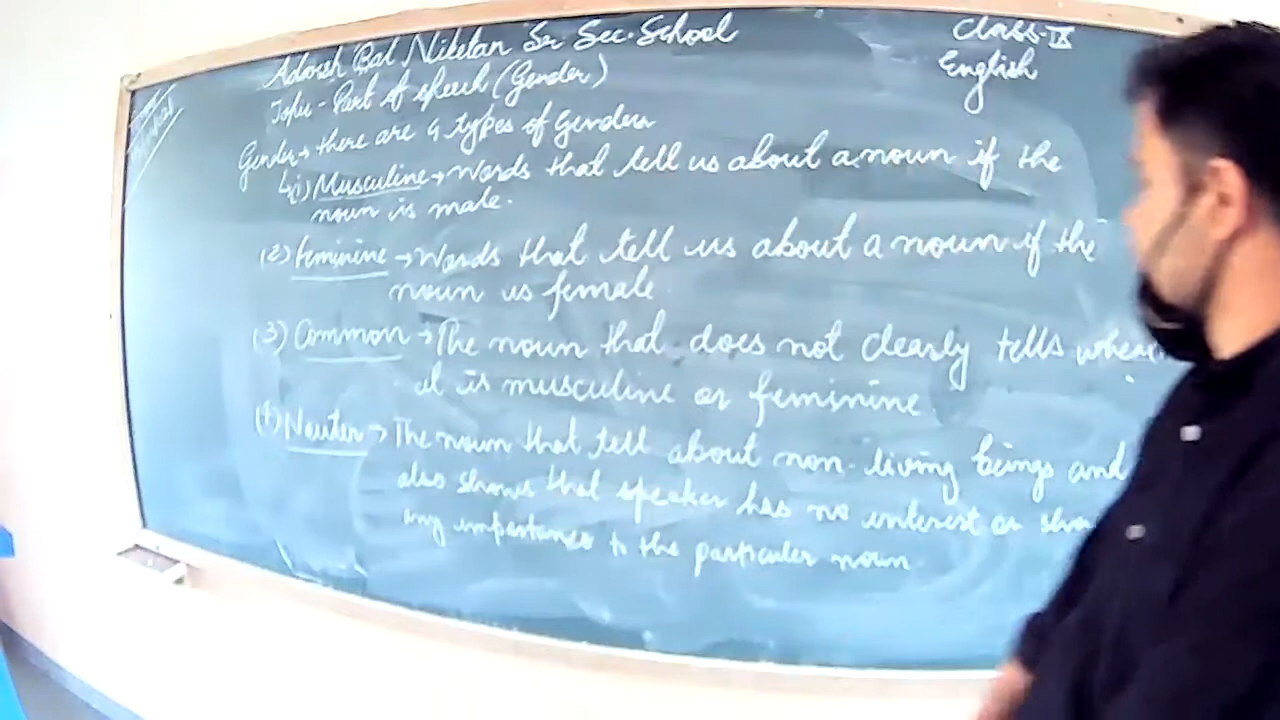 Adarsh Bal Niketan Sr. Sec. School
Class-IX
English
Topic - Part of speech (Gender)
Gender → there are 4 types of Genders
(1) Musculine → Words that tell us about a noun if the
noun is male.
(2) Feminine → Words that tell us about a noun if the
noun is female
(3) Common → The noun that does not clearly tells
it is musculine or feminine
(4) Neuter → The noun that tell about non-living beings and
also shows that speaker has no interest or
any importance to the particular noun